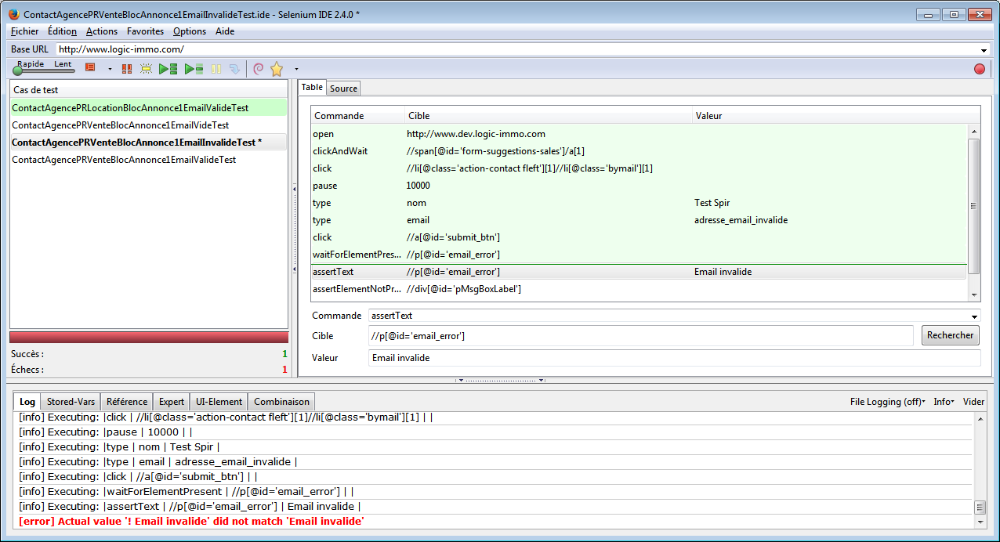 ContactAgencePRVenteBlocAnnonce1EmailInvalideTest.ide - Selenium IDE 2.4.0 *
Fichier Édition Actions Favorites Options Aide
Base URL http://www.logic-immo.com/
Rapide Lent
Cas de test
ContactAgencePRLocationBlocAnnonce1EmailValideTest
ContactAgencePRVenteBlocAnnonce1EmailVideTest
ContactAgencePRVenteBlocAnnonce1EmailInvalideTest *
ContactAgencePRVenteBlocAnnonce1EmailValideTest
Succès : 1
Échecs : 1
Table Source
Commande Cible Valeur
open http://www.dev.logic-immo.com
clickAndWait //span[@id='form-suggestions-sales']/a[1]
click //li[@class='action-contact fleft'][1]//li[@class='bymail'][1]
pause 10000
type nom Test Spir
type email adresse_email_invalide
click //a[@id='submit_btn']
waitForElementPres... //p[@id='email_error']
assertText //p[@id='email_error'] Email invalide
assertElementNotPr... //div[@id='pMsgBoxLabel']
Commande assertText
Cible //p[@id='email_error'] Rechercher
Valeur Email invalide
Log Stored-Vars Référence Expert UI-Element Combinaison File Logging (off) Info Vider
[info] Executing: |click | //li[@class='action-contact fleft'][1]//li[@class='bymail'][1] | |
[info] Executing: |pause | 10000 | |
[info] Executing: |type | nom | Test Spir |
[info] Executing: |type | email | adresse_email_invalide |
[info] Executing: |click | //a[@id='submit_btn'] | |
[info] Executing: |waitForElementPresent | //p[@id='email_error'] | |
[info] Executing: |assertText | //p[@id='email_error'] | Email invalide |
[error] Actual value '! Email invalide' did not match 'Email invalide'